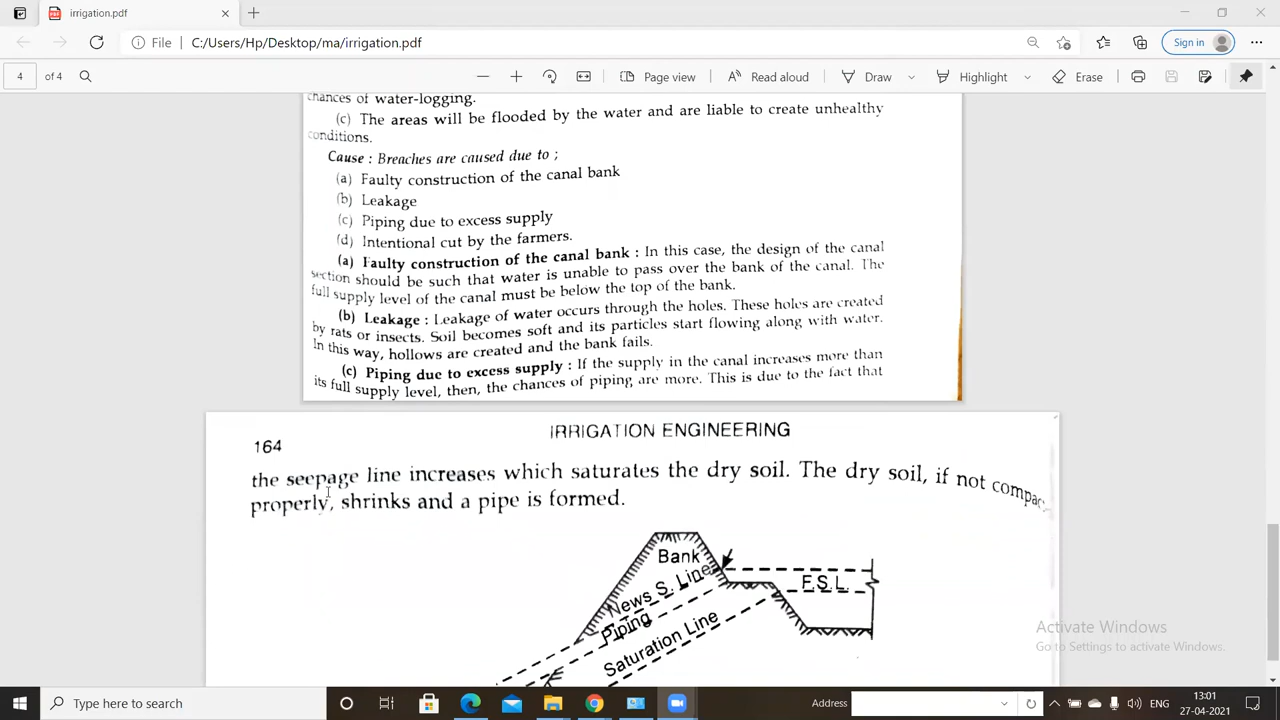 irrigation.pdf
File
C:/Users/Hp/Desktop/ma/irrigation.pdf
Sign in
4
of 4
Page view
Read aloud
Draw
Highlight
Erase
chances of water-logging.
(c) The areas will be flooded by the water and are liable to create unhealthy
conditions.
Cause : Breaches are caused due to ;
(a) Faulty construction of the canal bank
(b) Leakage
(c) Piping due to excess supply
(d) Intentional cut by the farmers.
(a) Faulty construction of the canal bank : In this case, the design of the canal
section should be such that water is unable to pass over the bank of the canal. The
full supply level of the canal must be below the top of the bank.
(b) Leakage : Leakage of water occurs through the holes. These holes are created
by rats or insects. Soil becomes soft and its particles start flowing along with water.
In this way, hollows are created and the bank fails.
(c) Piping due to excess supply : If the supply in the canal increases more than
its full supply level, then, the chances of piping are more. This is due to the fact that
164
IRRIGATION ENGINEERING
the seepage line increases which saturates the dry soil. The dry soil, if not compac
properly, shrinks and a pipe is formed.
Bank
F.S.L.
News S. Line
Piping
Saturation Line
Activate Windows
Go to Settings to activate Windows.
Type here to search
Address
ENG
13:01
27-04-2021